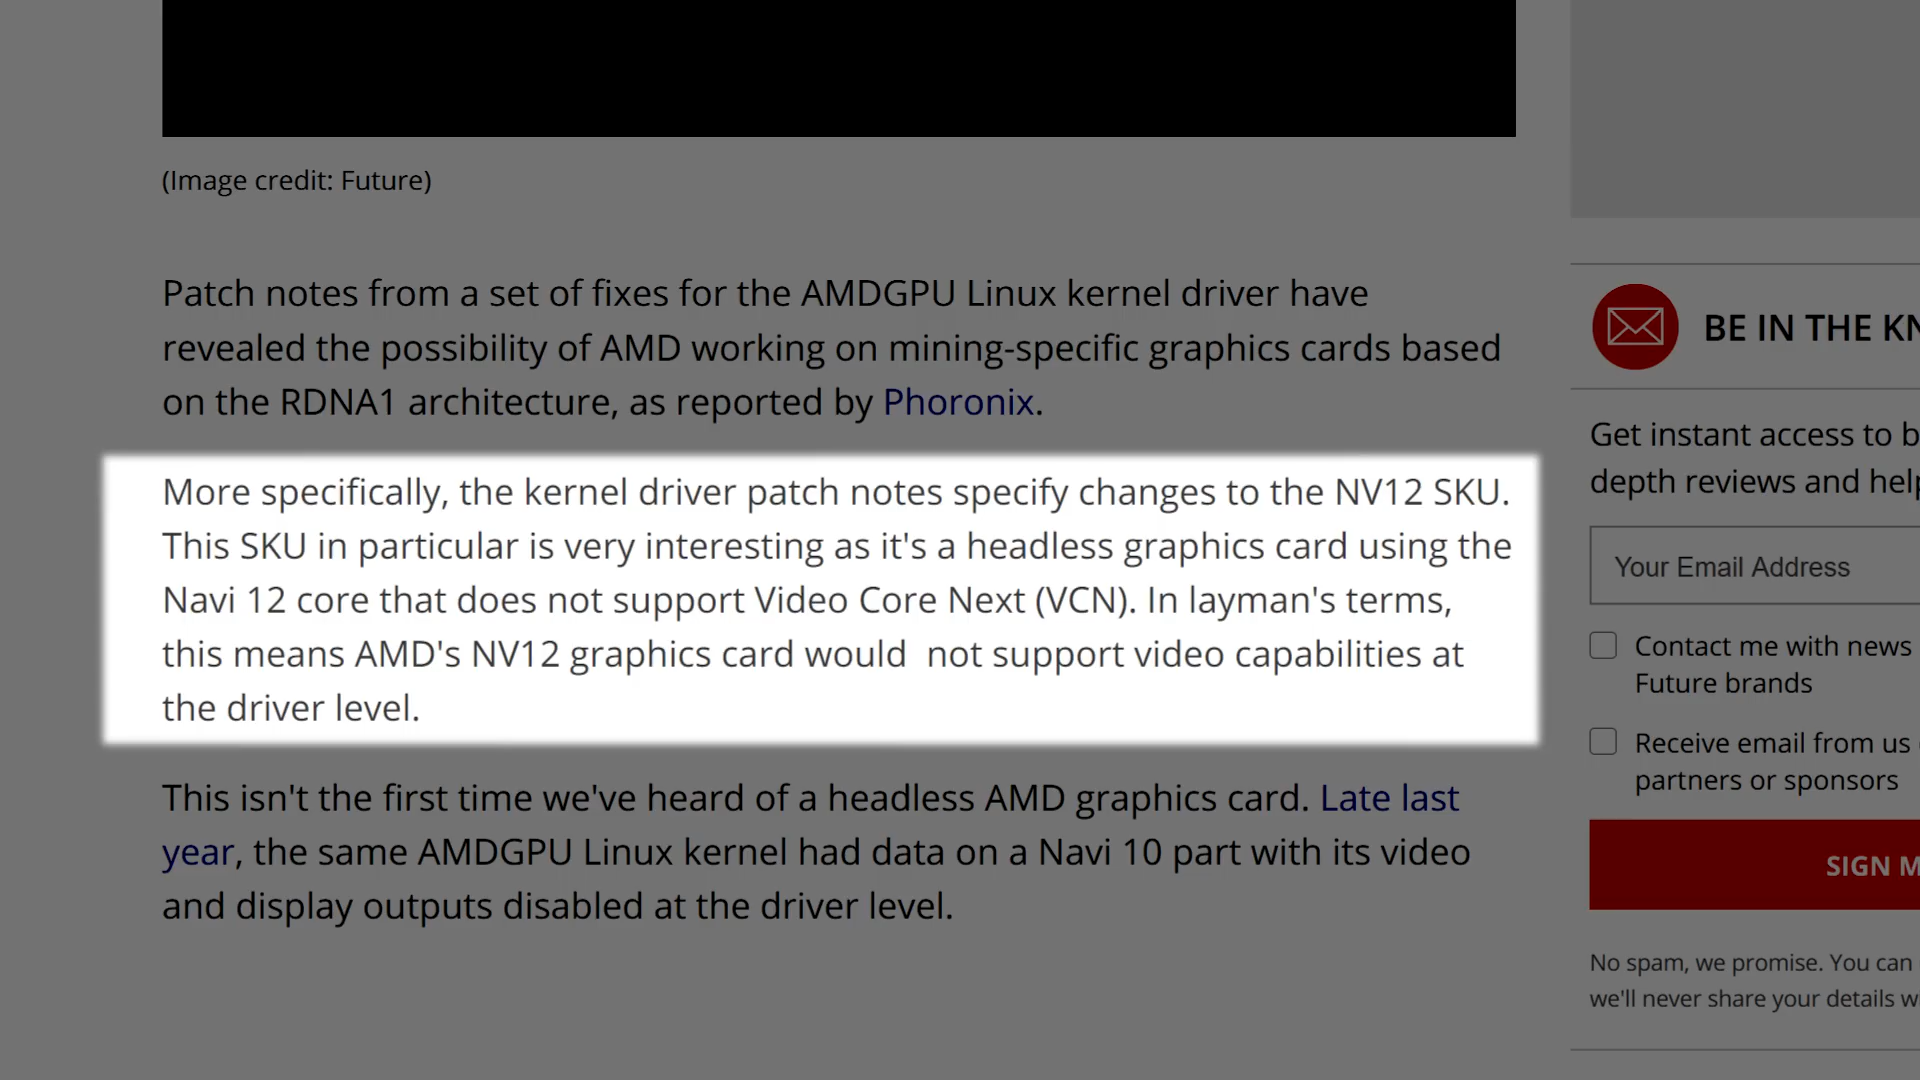 (Image credit: Future)
Patch notes from a set of fixes for the AMDGPU Linux kernel driver have
revealed the possibility of AMD working on mining-specific graphics cards based
on the RDNA1 architecture, as reported by Phoronix.
More specifically, the kernel driver patch notes specify changes to the NV12 SKU.
This SKU in particular is very interesting as it's a headless graphics card using the
Navi 12 core that does not support Video Core Next (VCN). In layman's terms,
this means AMD's NV12 graphics card would  not support video capabilities at
the driver level.
This isn't the first time we've heard of a headless AMD graphics card. Late last
year, the same AMDGPU Linux kernel had data on a Navi 10 part with its video
and display outputs disabled at the driver level.
BE IN THE
Get instant access to
depth reviews and
Your Email Address
Contact me with news
Future brands
Receive email from us
partners or sponsors
SIGN
No spam, we promise. You can
we'll never share your details